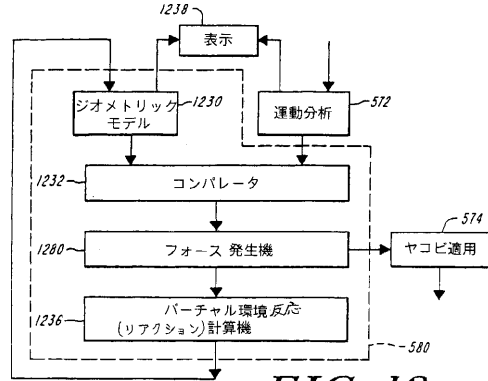 1238
表示
ジオメトリック
モデル
1230
運動分析
572
1232
コンパレータ
574
1280
フォース発生機
ヤコビ適用
1236
バーチャル環境反応
(リアクション)計算機
580